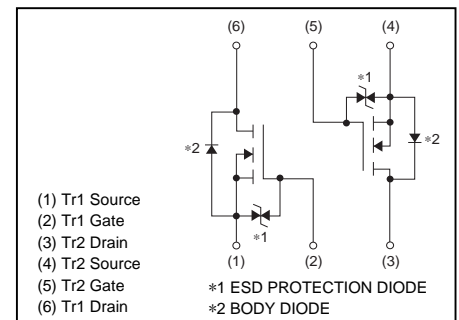 (6) (5) (4)
∗1
∗2 ∗2
(1) Tr1 Source
(2) Tr1 Gate
(3) Tr2 Drain
(4) Tr2 Source
(5) Tr2 Gate
(6) Tr1 Drain
∗1
(1) (2) (3)
∗1 ESD PROTECTION DIODE
∗2 BODY DIODE